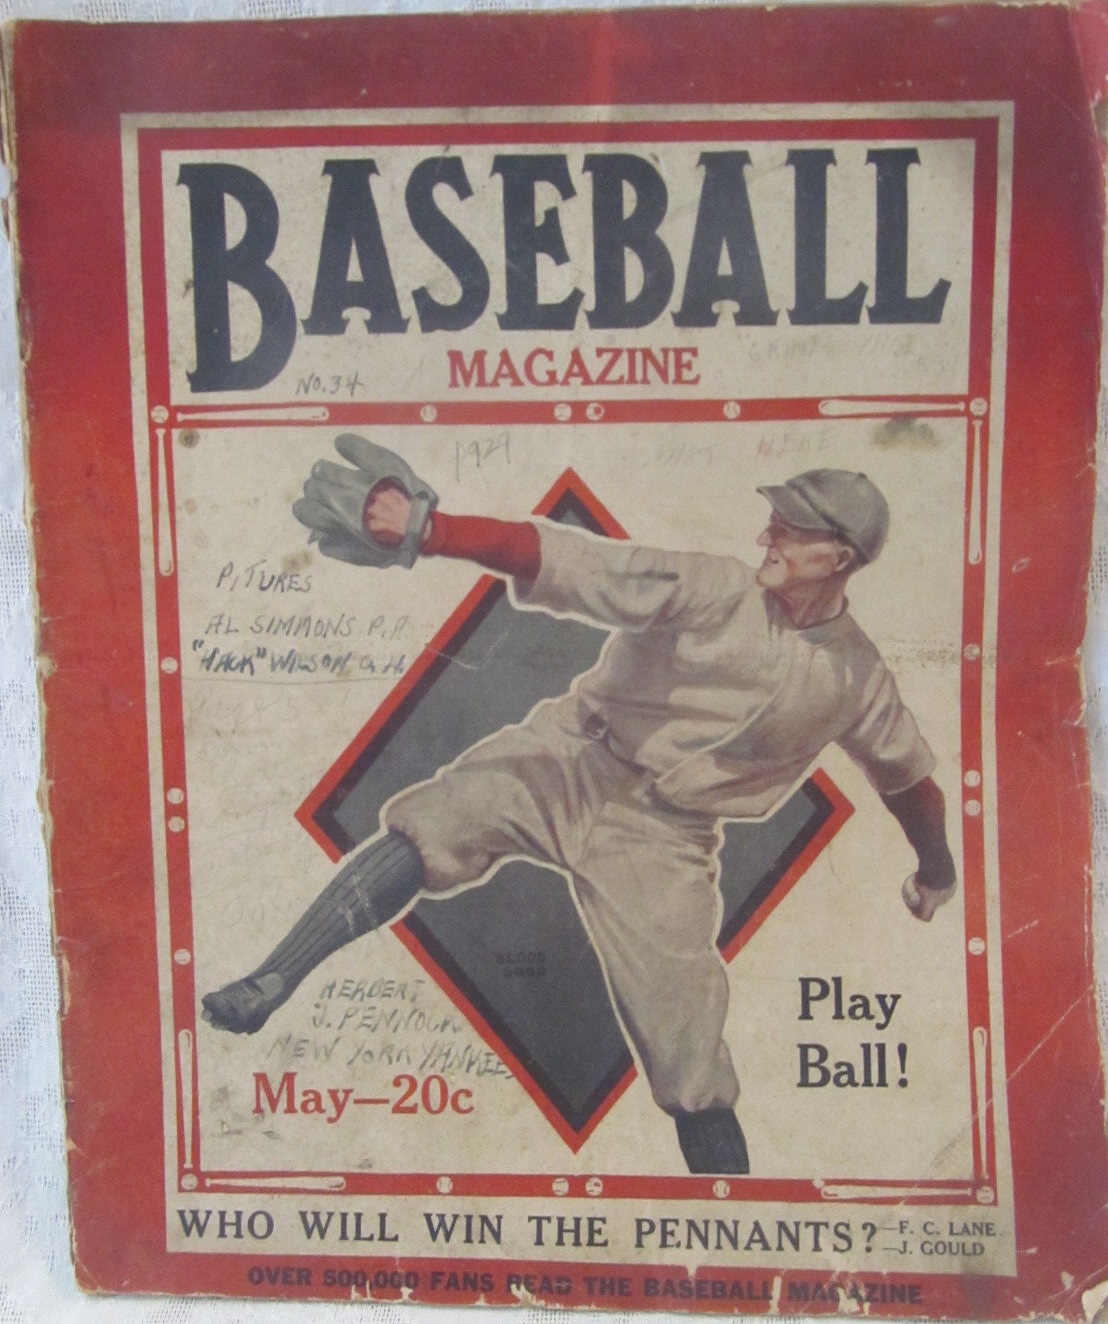 BASEBALL
MAGAZINE
No. 34
1929
HERE
PITURES
AL SIMMONS P.A.
"HACK" WILSON
HERBERT
J. PENNOCK
NEW YORK YANKEES
May—20c
Play
Ball!
WHO WILL WIN THE PENNANTS? —F. C. LANE
—J. GOULD
OVER 500,000 FANS READ THE BASEBALL MAGAZINE